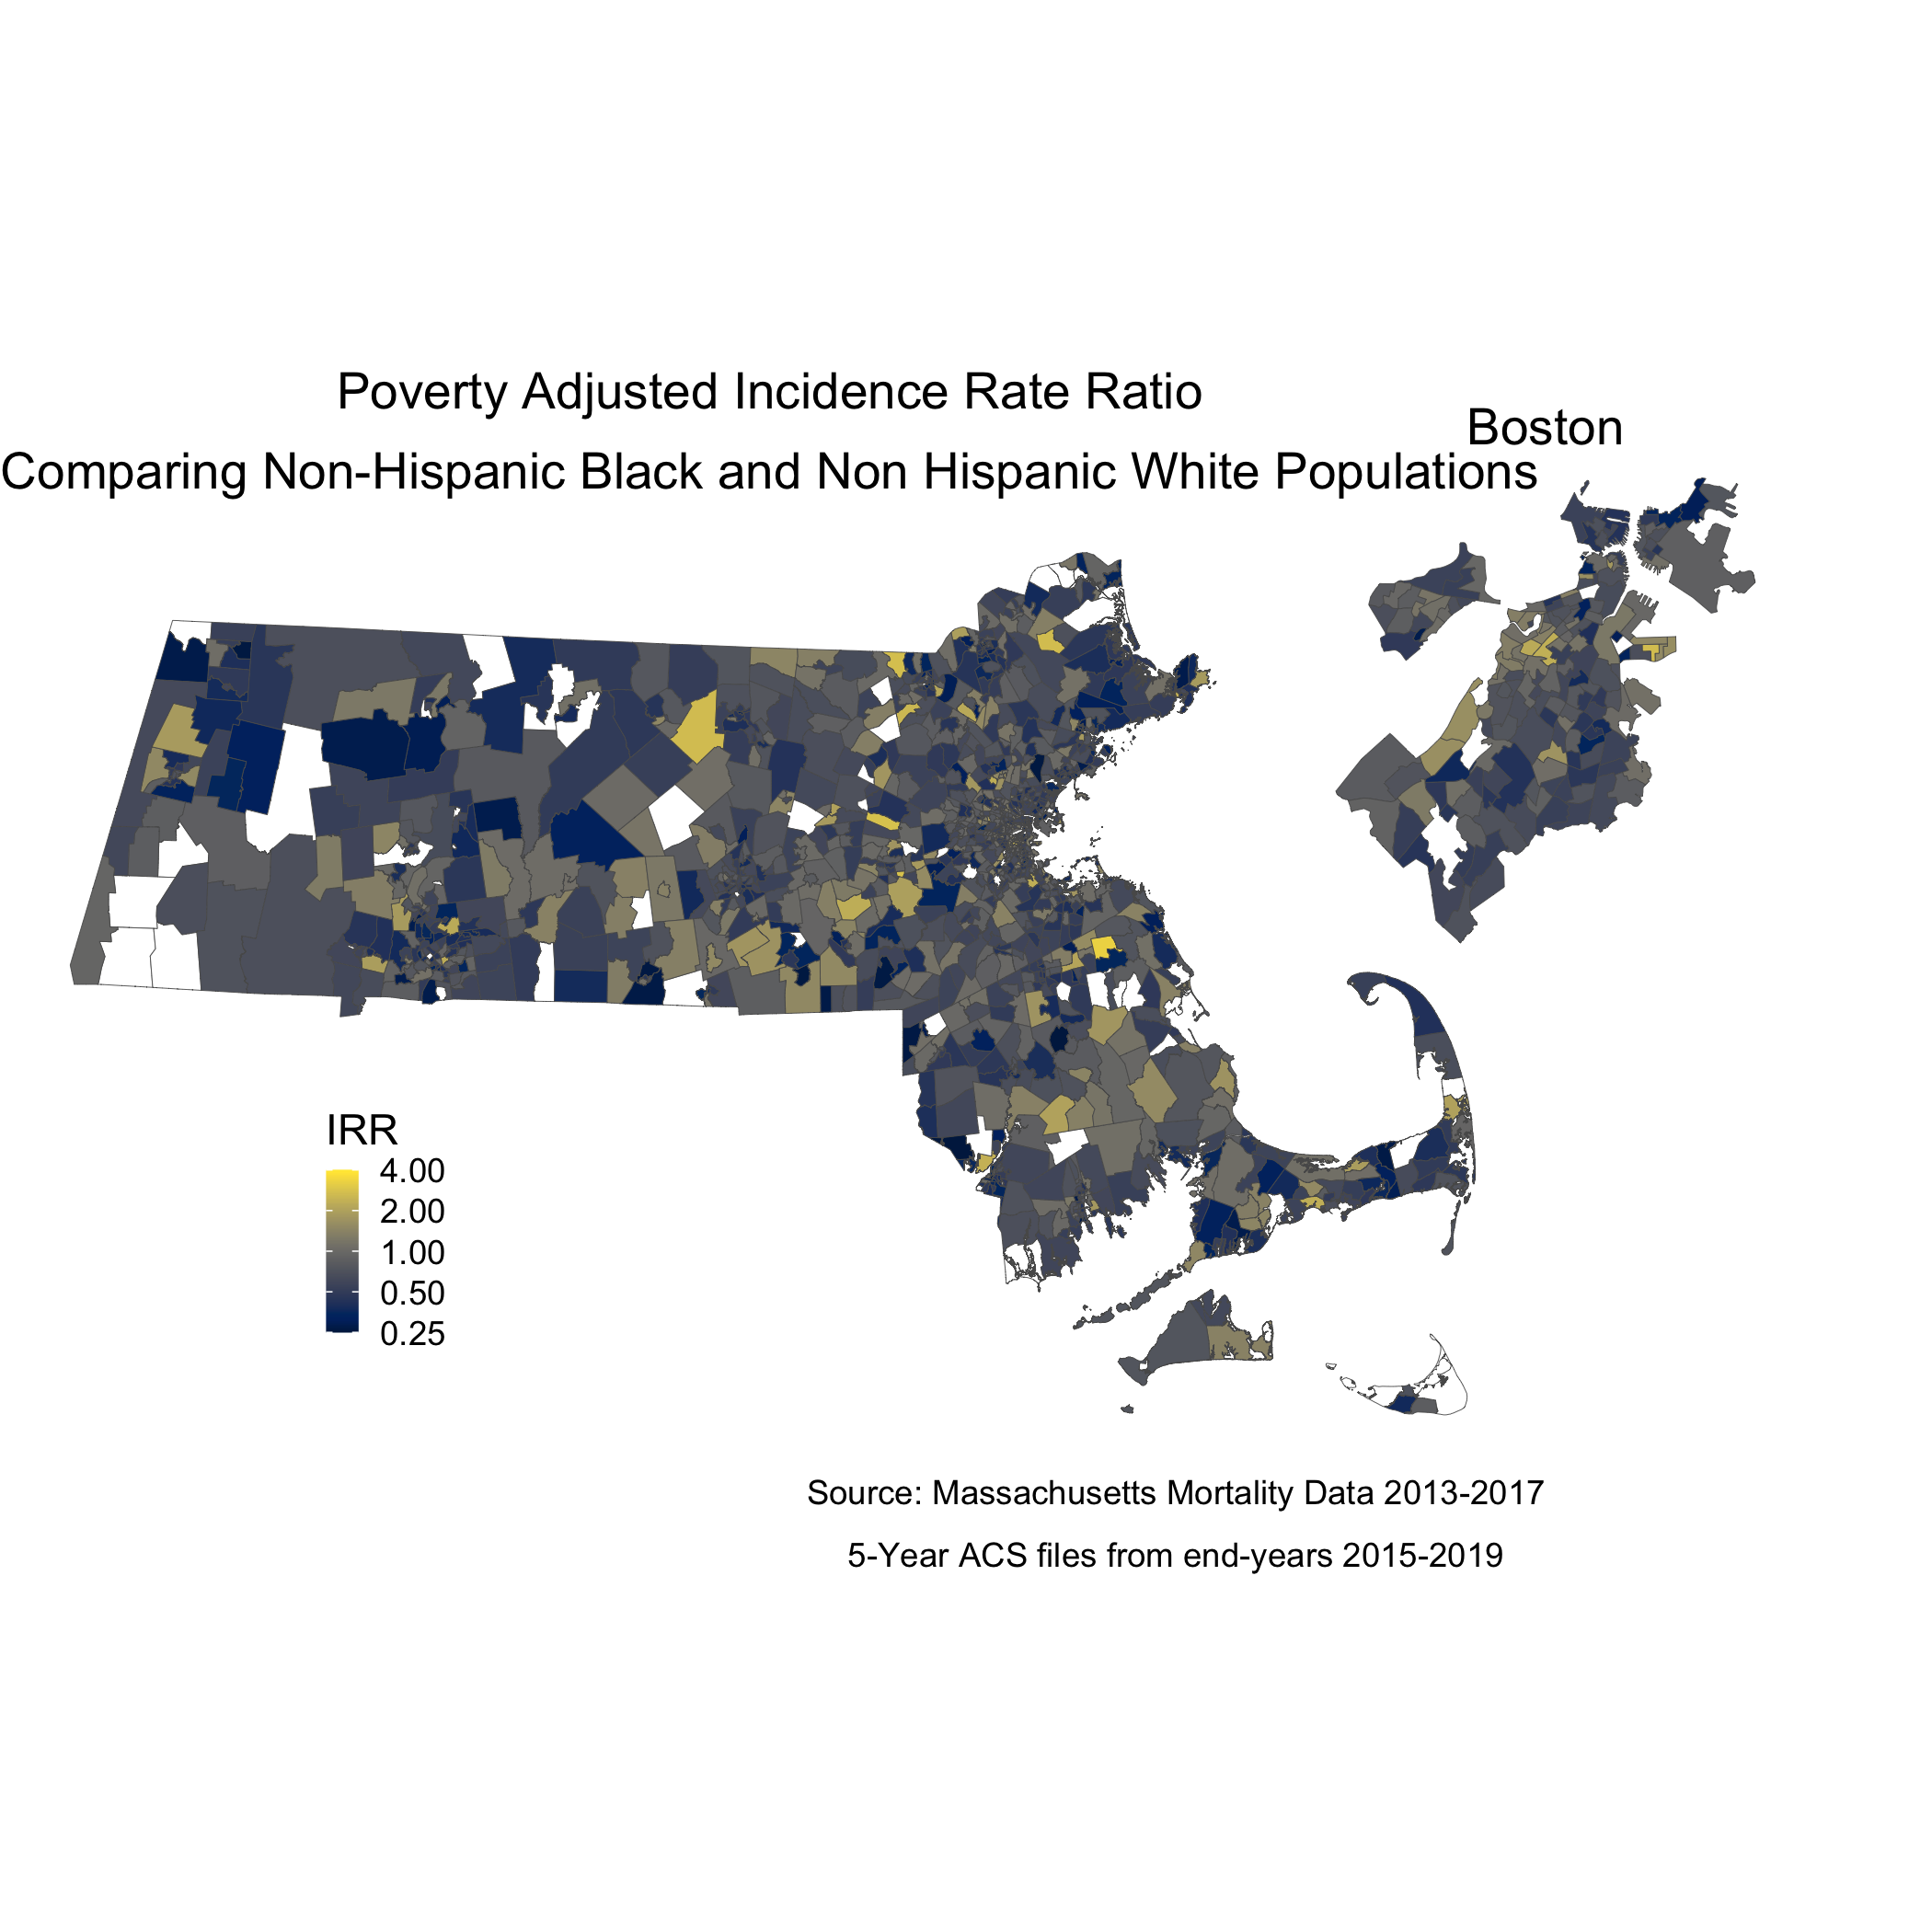 Poverty Adjusted Incidence Rate Ratio
Comparing Non-Hispanic Black and Non Hispanic White Populations
Boston
IRR
4.00
2.00
1.00
0.50
0.25
Source: Massachusetts Mortality Data 2013-2017
5-Year ACS files from end-years 2015-2019